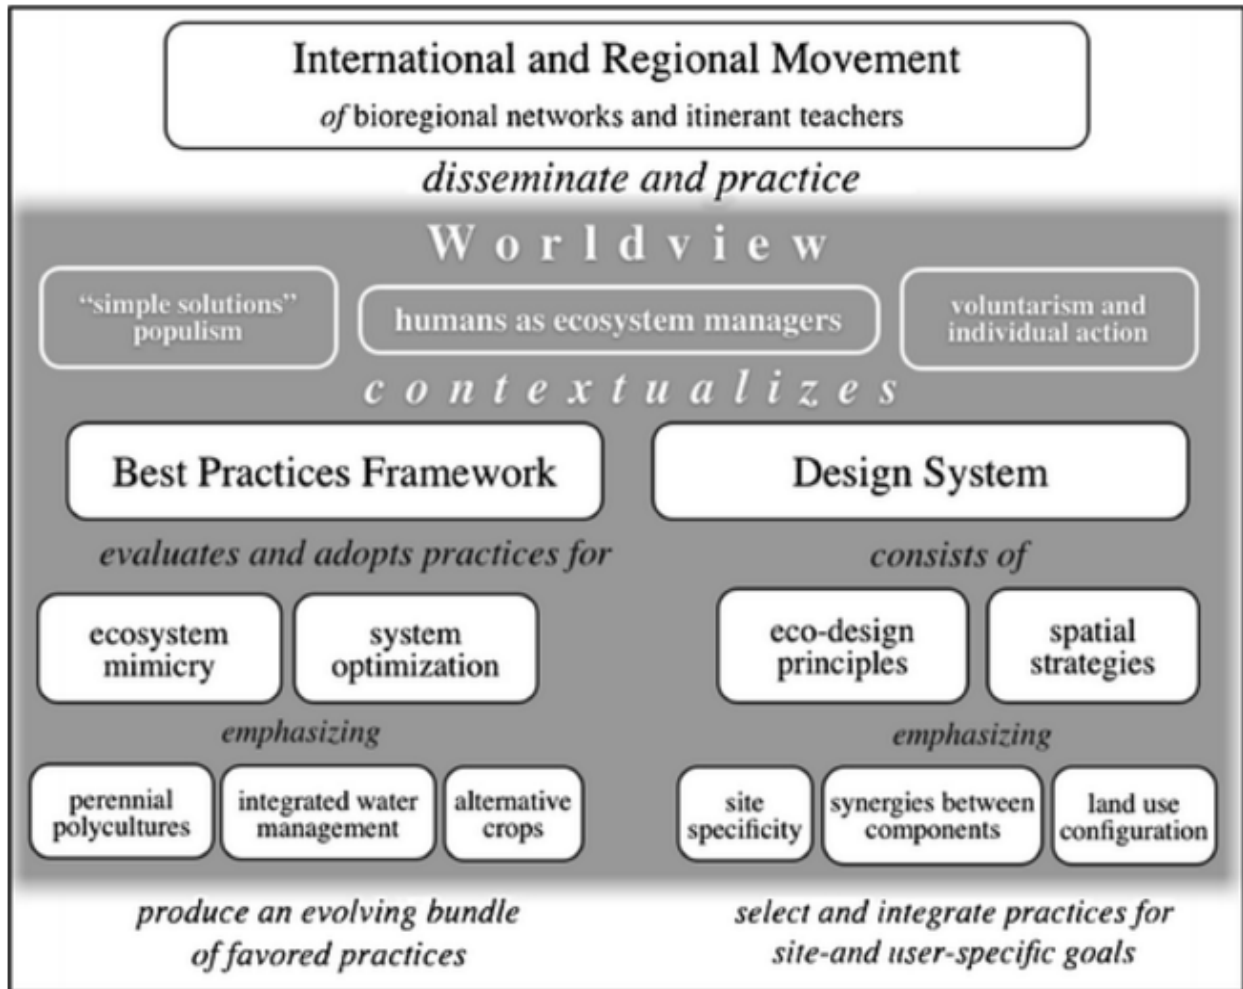 International and Regional Movement
of bioregional networks and itinerant teachers
disseminate and practice
Worldview
“simple solutions”
populism
humans as ecosystem managers
voluntarism and
individual action
contextualizes
Best Practices Framework
Design System
evaluates and adopts practices for
consists of
ecosystem
mimicry
system
optimization
eco-design
principles
spatial
strategies
emphasizing
emphasizing
perennial
polycultures
integrated water
management
alternative
crops
site
specificity
synergies between
components
land use
configuration
produce an evolving bundle
of favored practices
select and integrate practices for
site-and user-specific goals